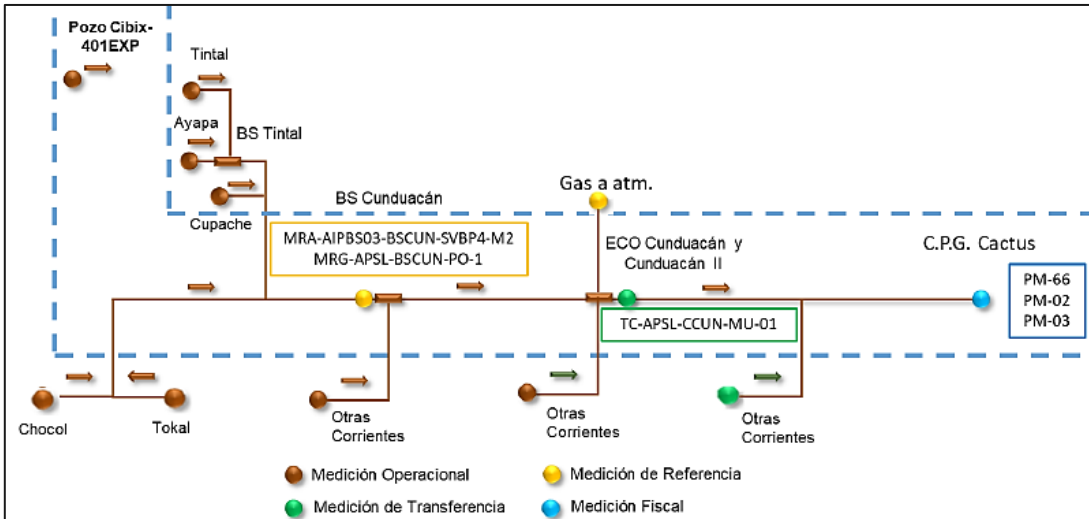 Pozo Cibix-
401EXP
Tintal
Ayapa
BS Tintal
Cupache
BS Cunduacán
Gas a atm.
MRA-AIPBS03-BSCUN-SVBP4-M2
MRG-APSL-BSCUN-PO-1
ECO Cunduacán y
Cunduacán II
C.P.G. Cactus
PM-66
PM-02
PM-03
TC-APSL-CCUN-MU-01
Chocol
Tokal
Otras
Corrientes
Otras
Corrientes
Otras
Corrientes
Medición Operacional
Medición de Referencia
Medición de Transferencia
Medición Fiscal